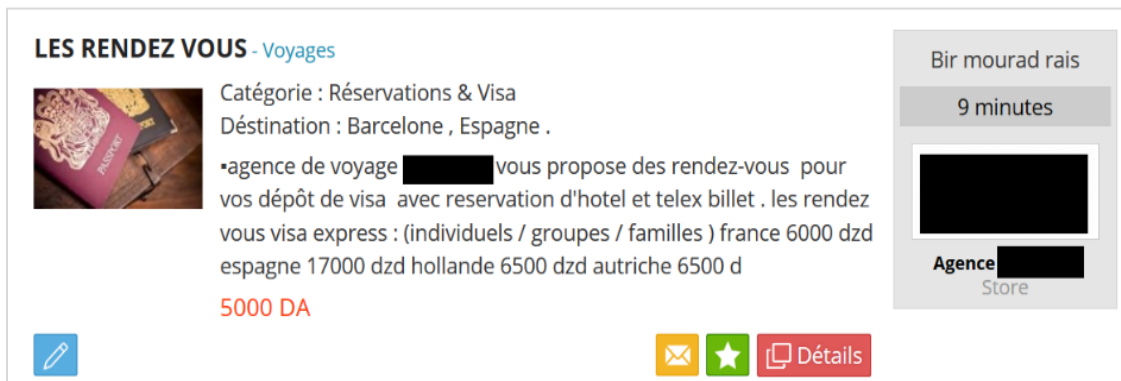 LES RENDEZ VOUS - Voyages
PASSPORT
Catégorie : Réservations & Visa
Déstination : Barcelone , Espagne .
▪agence de voyage vous propose des rendez-vous pour
vos dépôt de visa avec reservation d'hotel et telex billet . les rendez
vous visa express : (individuels / groupes / familles ) france 6000 dzd
espagne 17000 dzd hollande 6500 dzd autriche 6500 d
5000 DA
Détails
Bir mourad rais
9 minutes
Agence
Store